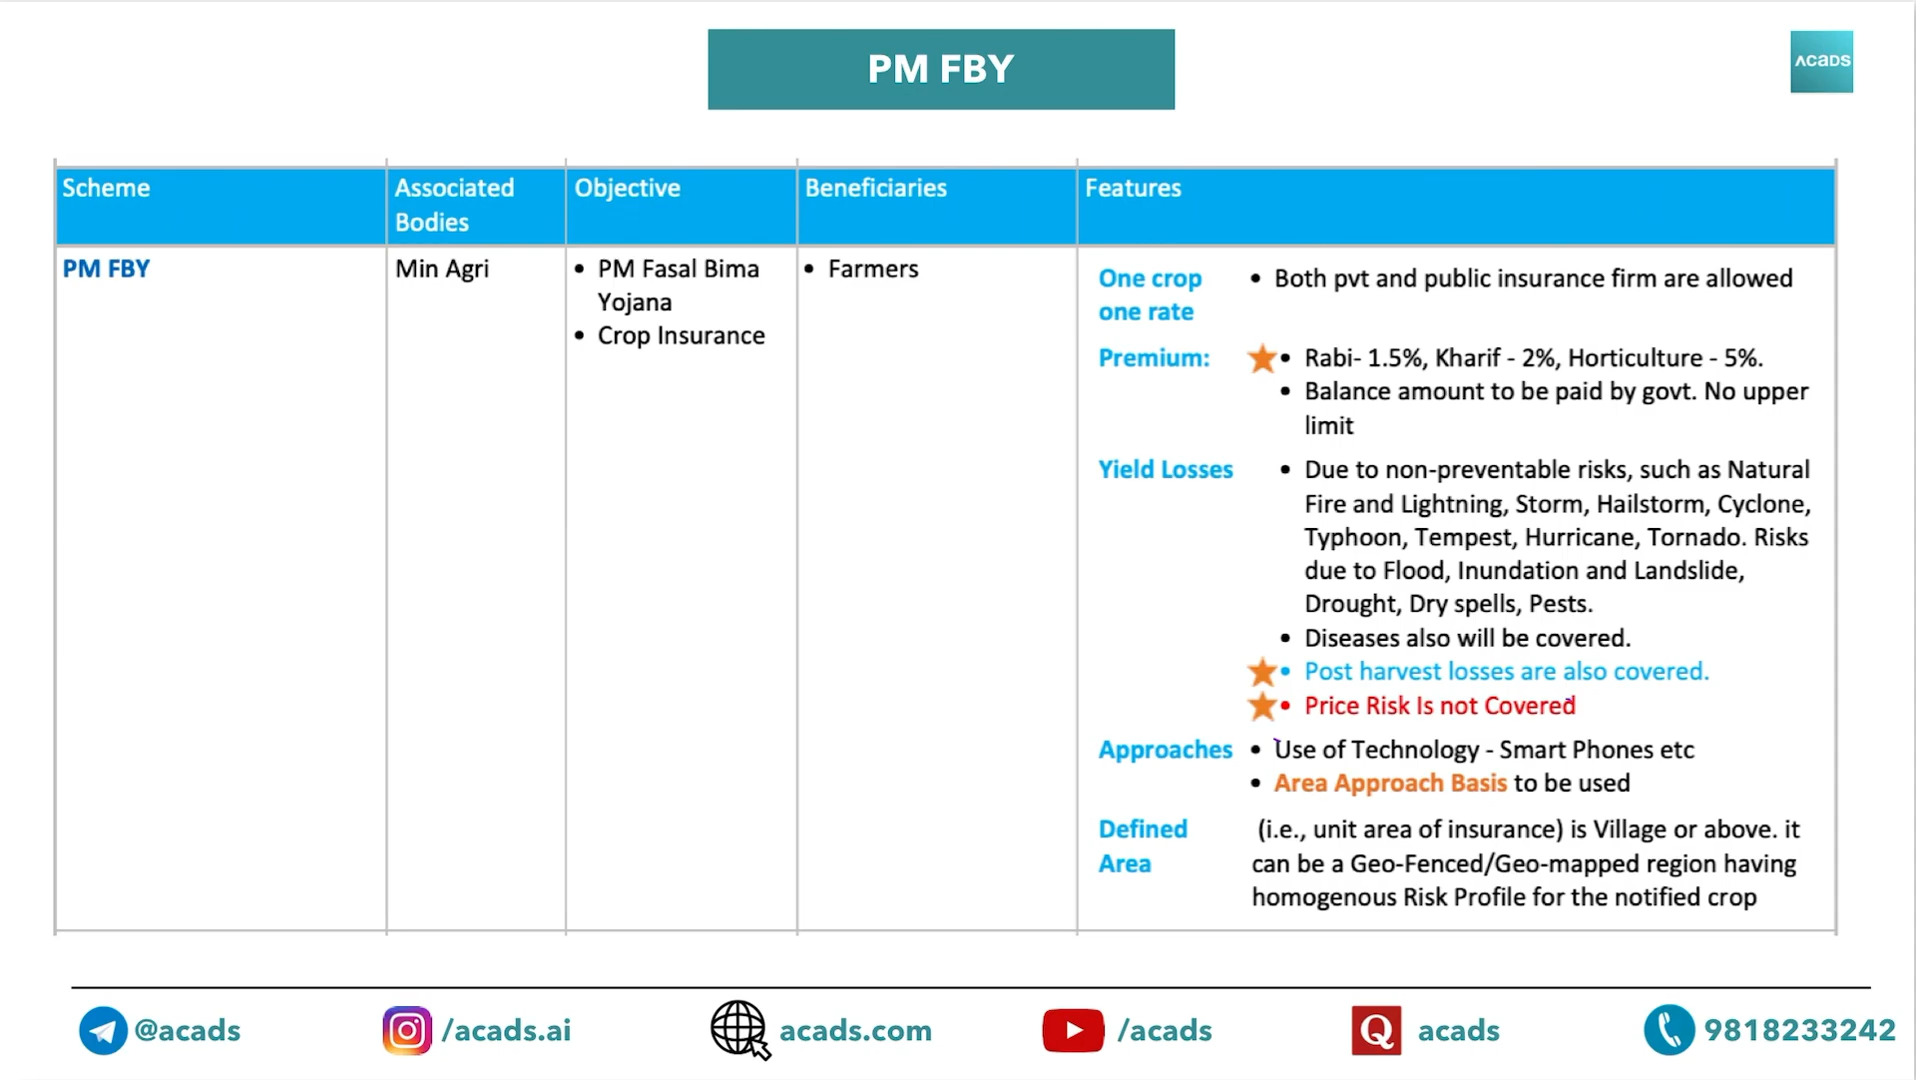 PM FBY
ACADS
Scheme
Associated
Bodies
Objective
Beneficiaries
Features
PM FBY
Min Agri
• PM Fasal Bima
Yojana
• Crop Insurance
• Farmers
One crop
one rate
• Both pvt and public insurance firm are allowed
Premium:
• Rabi- 1.5%, Kharif - 2%, Horticulture - 5%.
• Balance amount to be paid by govt. No upper
limit
Yield Losses
• Due to non-preventable risks, such as Natural
Fire and Lightning, Storm, Hailstorm, Cyclone,
Typhoon, Tempest, Hurricane, Tornado. Risks
due to Flood, Inundation and Landslide,
Drought, Dry spells, Pests.
• Diseases also will be covered.
• Post harvest losses are also covered.
• Price Risk Is not Covered
Approaches
• Use of Technology - Smart Phones etc
• Area Approach Basis to be used
Defined
Area
(i.e., unit area of insurance) is Village or above. it
can be a Geo-Fenced/Geo-mapped region having
homogenous Risk Profile for the notified crop
@acads
/acads.ai
acads.com
/acads
Q acads
9818233242